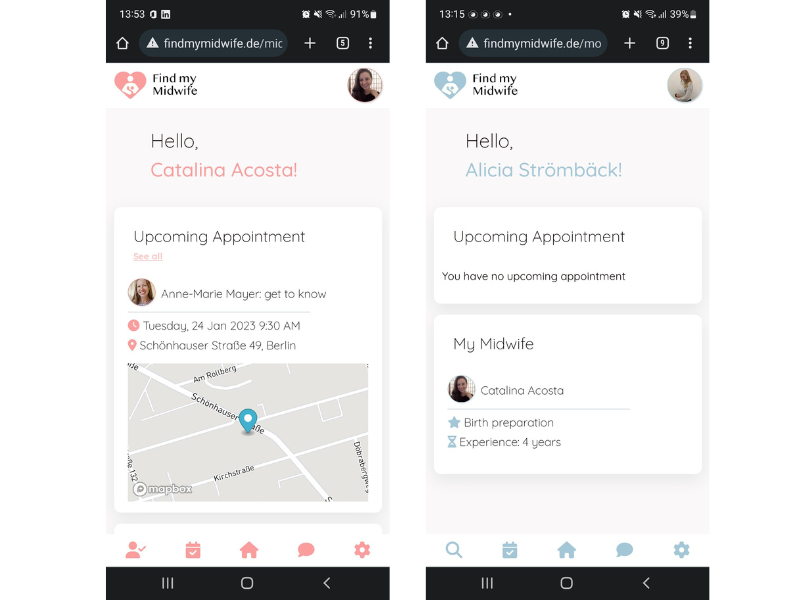 13:53
91%
findmymidwife.de/mic
5
Find my
Midwife
Hello,
Catalina Acosta!
Upcoming Appointment
See all
Anne-Marie Mayer: get to know
Tuesday, 24 Jan 2023 9:30 AM
Schönhauser Straße 49, Berlin
Am Rollberg
Schönhauser Straße
Kirchstraße
Döbrabergweg
ße 132
mapbox
13:15
39%
findmymidwife.de/mo
9
Find my
Midwife
Hello,
Alicia Strömbäck!
Upcoming Appointment
You have no upcoming appointment
My Midwife
Catalina Acosta
Birth preparation
Experience: 4 years